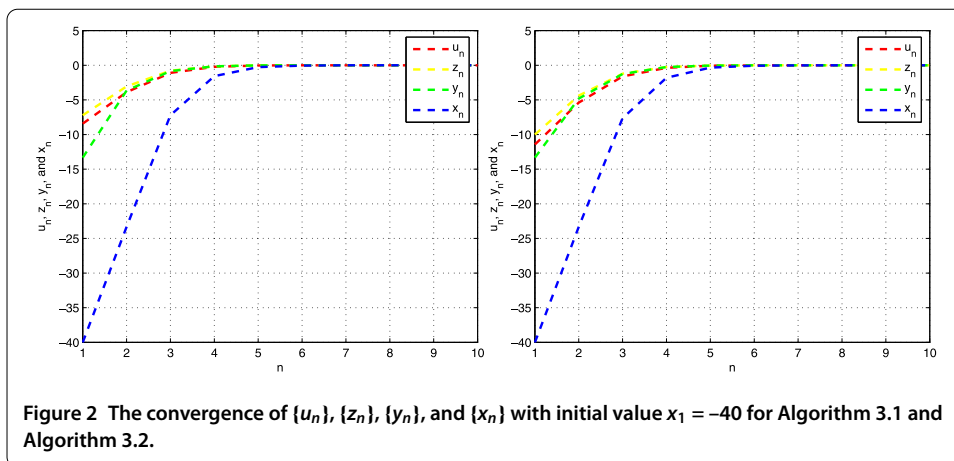 5
0
−5
−10
−15
−20
−25
−30
−35
−40
1 2 3 4 5 6 7 8 9 10
n
u_n, z_n, y_n, and x_n
u_n
z_n
y_n
x_n
5
0
−5
−10
−15
−20
−25
−30
−35
−40
1 2 3 4 5 6 7 8 9 10
n
u_n, z_n, y_n, and x_n
u_n
z_n
y_n
x_n
Figure 2 The convergence of {u_n}, {z_n}, {y_n}, and {x_n} with initial value x_1 = –40 for Algorithm 3.1 and
Algorithm 3.2.